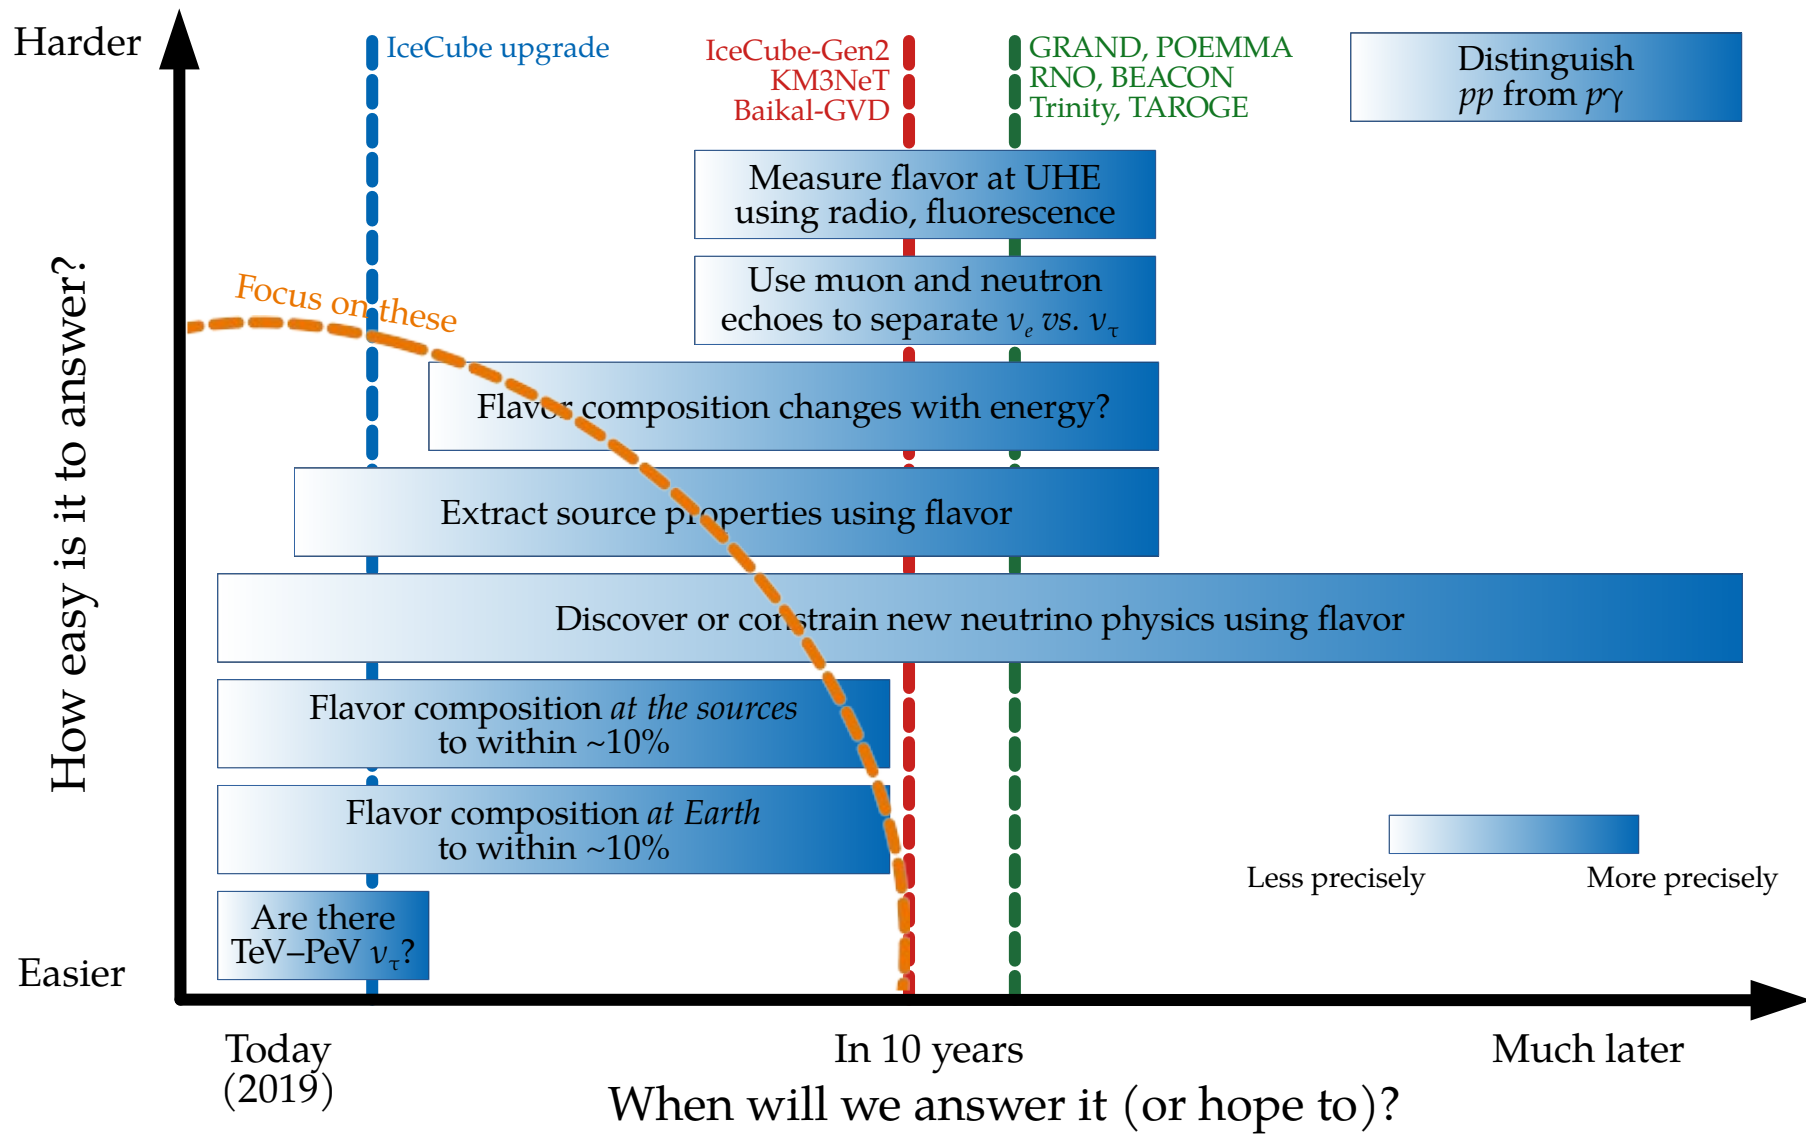 Harder
IceCube upgrade
IceCube-Gen2
KM3NeT
Baikal-GVD
GRAND, POEMMA
RNO, BEACON
Trinity, TAROGE
Distinguish
pp from pγ
Measure flavor at UHE
using radio, fluorescence
Use muon and neutron
echoes to separate νe vs. ντ
Focus on these
Flavor composition changes with energy?
Extract source properties using flavor
Discover or constrain new neutrino physics using flavor
Flavor composition at the sources
to within ~10%
Flavor composition at Earth
to within ~10%
Are there
TeV–PeV ντ?
Less precisely
More precisely
How easy is it to answer?
Easier
Today
(2019)
In 10 years
Much later
When will we answer it (or hope to)?